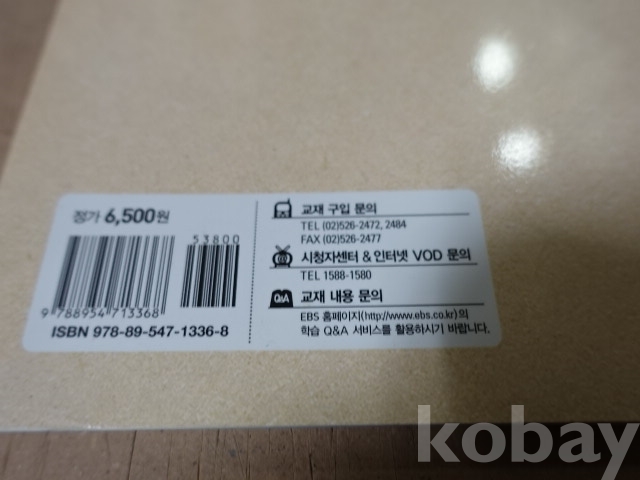 정가 6,500원
53800
9 788954 713368
ISBN 978-89-547-1336-8
교재 구입 문의
TEL (02)526-2472, 2484
FAX (02)526-2477
시청자센터 & 인터넷 VOD 문의
TEL 1588-1580
Q&A 교재 내용 문의
EBS 홈페이지(http://www.ebs.co.kr)의
학습 Q&A 서비스를 활용하시기 바랍니다.
kobay